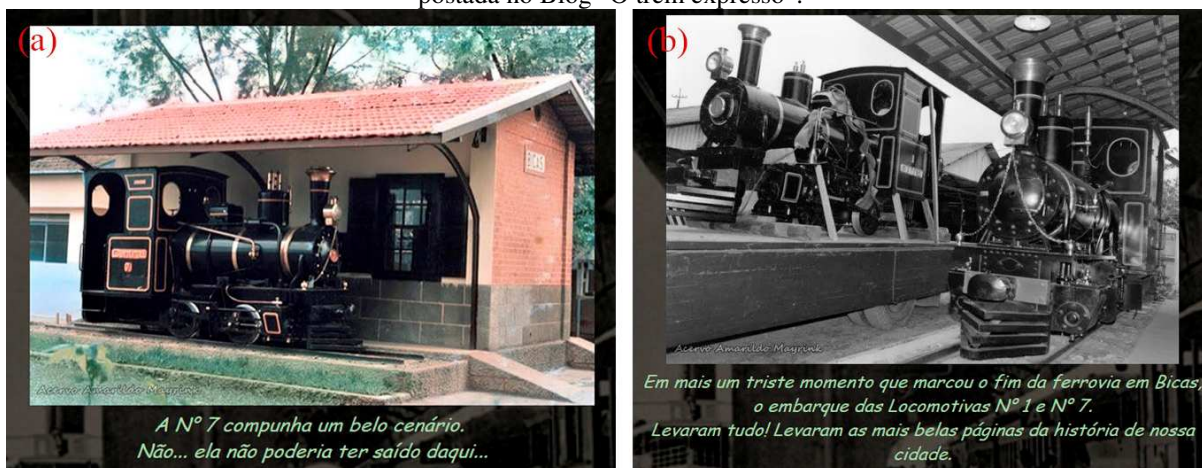 postada no Blog "O trem expresso".
(a)
BICAS
7
Acervo Amarildo Mayrink
A Nº 7 compunha um belo cenário.
Não... ela não poderia ter saído daqui...
(b)
Acervo Amarildo Mayrink
Em mais um triste momento que marcou o fim da ferrovia em Bicas,
o embarque das Locomotivas Nº 1 e Nº 7.
Levaram tudo! Levaram as mais belas páginas da história de nossa
cidade.